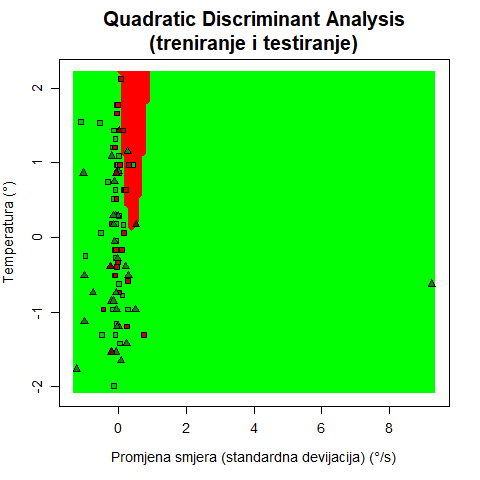 Quadratic Discriminant Analysis
(treniranje i testiranje)
Temperatura (°)
2
1
0
-1
-2
0
2
4
6
8
Promjena smjera (standardna devijacija) (°/s)